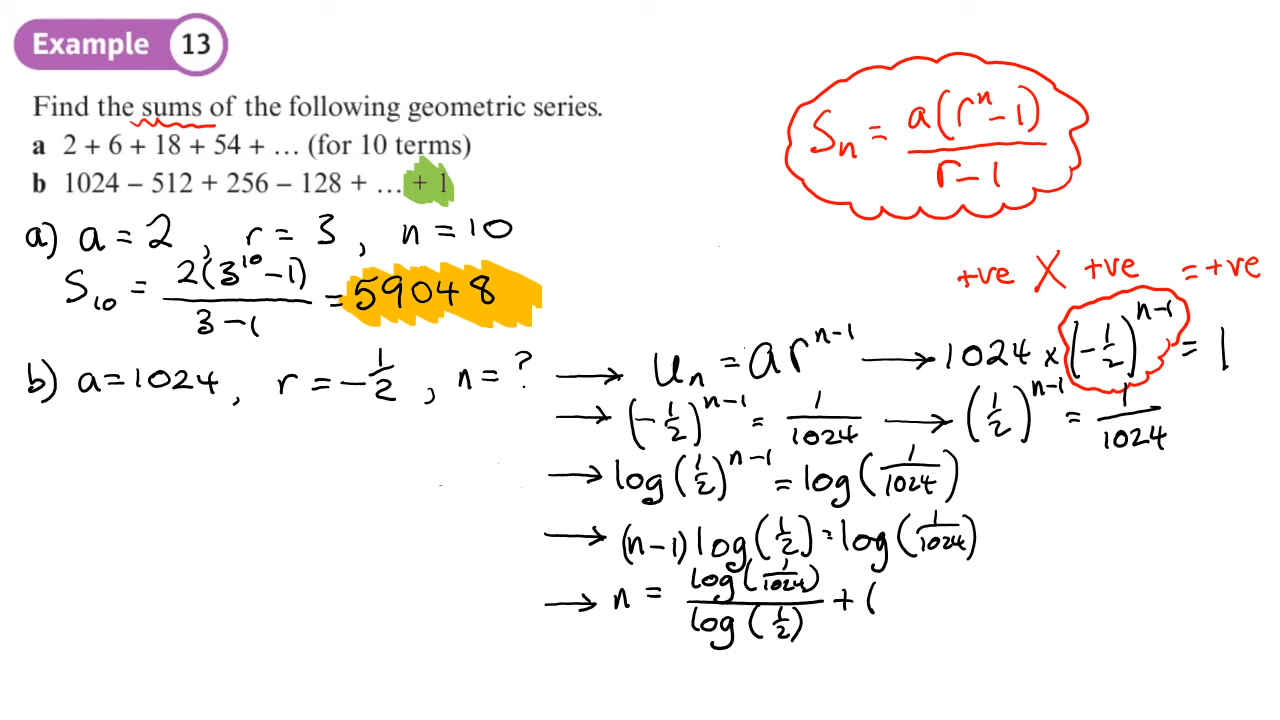 Example 13
Find the sums of the following geometric series.
a 2 + 6 + 18 + 54 + … (for 10 terms)
b 1024 – 512 + 256 – 128 + … + 1
Sn = a(r^n – 1) / r – 1
a) a = 2, r = 3, n = 10
S10 = 2(3^10 – 1) / 3 – 1 = 59048
+ve X +ve = +ve
b) a = 1024, r = –1/2, n = ?
→ Un = ar^n–1 → 1024 × (–1/2)^n–1 = 1
→ (–1/2)^n–1 = 1/1024 → (1/2)^n–1 = 1/1024
→ log(1/2)^n–1 = log(1/1024)
→ (n–1) log(1/2) = log(1/1024)
→ n = log(1/1024) / log(1/2) + (